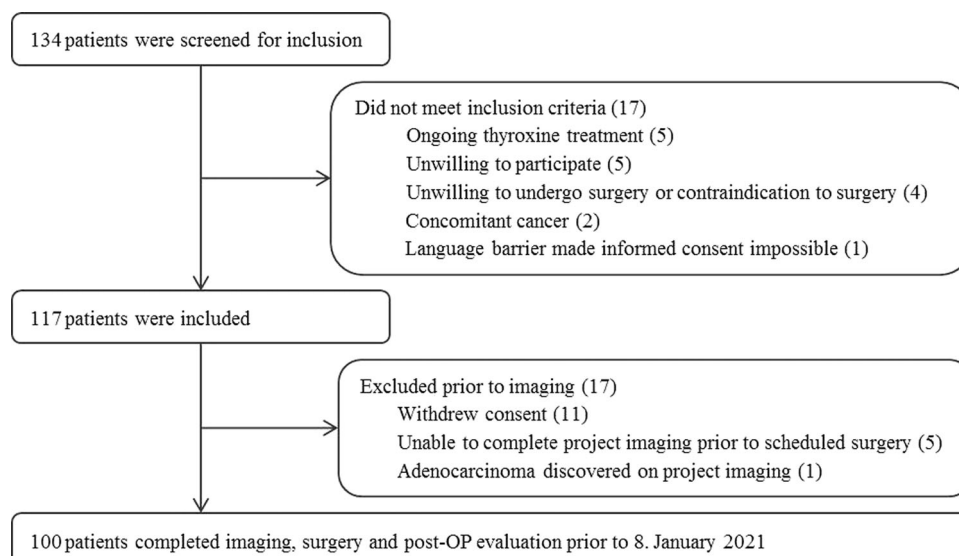 134 patients were screened for inclusion
Did not meet inclusion criteria (17)
Ongoing thyroxine treatment (5)
Unwilling to participate (5)
Unwilling to undergo surgery or contraindication to surgery (4)
Concomitant cancer (2)
Language barrier made informed consent impossible (1)
117 patients were included
Excluded prior to imaging (17)
Withdrew consent (11)
Unable to complete project imaging prior to scheduled surgery (5)
Adenocarcinoma discovered on project imaging (1)
100 patients completed imaging, surgery and post-OP evaluation prior to 8. January 2021